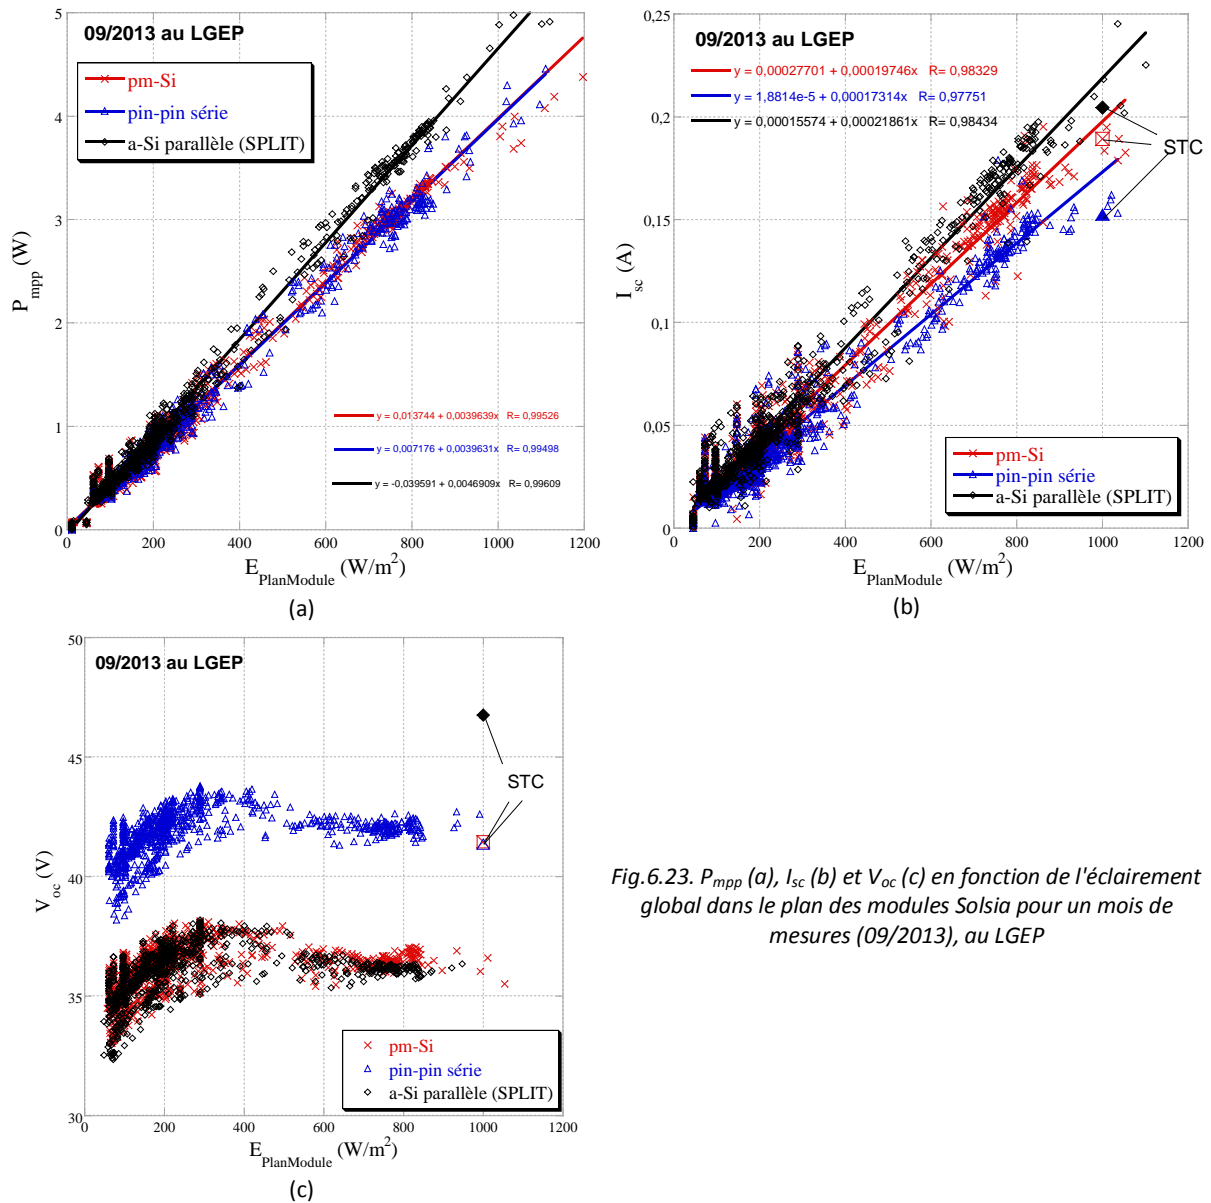 09/2013 au LGEP
pm-Si
pin-pin série
a-Si parallèle (SPLIT)
P mpp (W)
5
4
3
2
1
0
y = 0,013744 + 0,0039639x R= 0,99526
y = 0,007176 + 0,0039631x R= 0,99498
y = -0,039591 + 0,0046909x R= 0,99609
0 200 400 600 800 1000 1200
E PlanModule (W/m²)
(a)
09/2013 au LGEP
y = 0,00027701 + 0,00019746x R= 0,98329
y = 1,8814e-5 + 0,00017314x R= 0,97751
y = 0,00015574 + 0,00021861x R= 0,98434
STC
I sc (A)
0,25
0,2
0,15
0,1
0,05
0
pm-Si
pin-pin série
a-Si parallèle (SPLIT)
0 200 400 600 800 1000 1200
E PlanModule (W/m²)
(b)
09/2013 au LGEP
STC
V oc (V)
50
45
40
35
30
pm-Si
pin-pin série
a-Si parallèle (SPLIT)
0 200 400 600 800 1000 1200
E PlanModule (W/m²)
(c)
Fig.6.23. P mpp (a), I sc (b) et V oc (c) en fonction de l'éclairement
global dans le plan des modules Solsia pour un mois de
mesures (09/2013), au LGEP